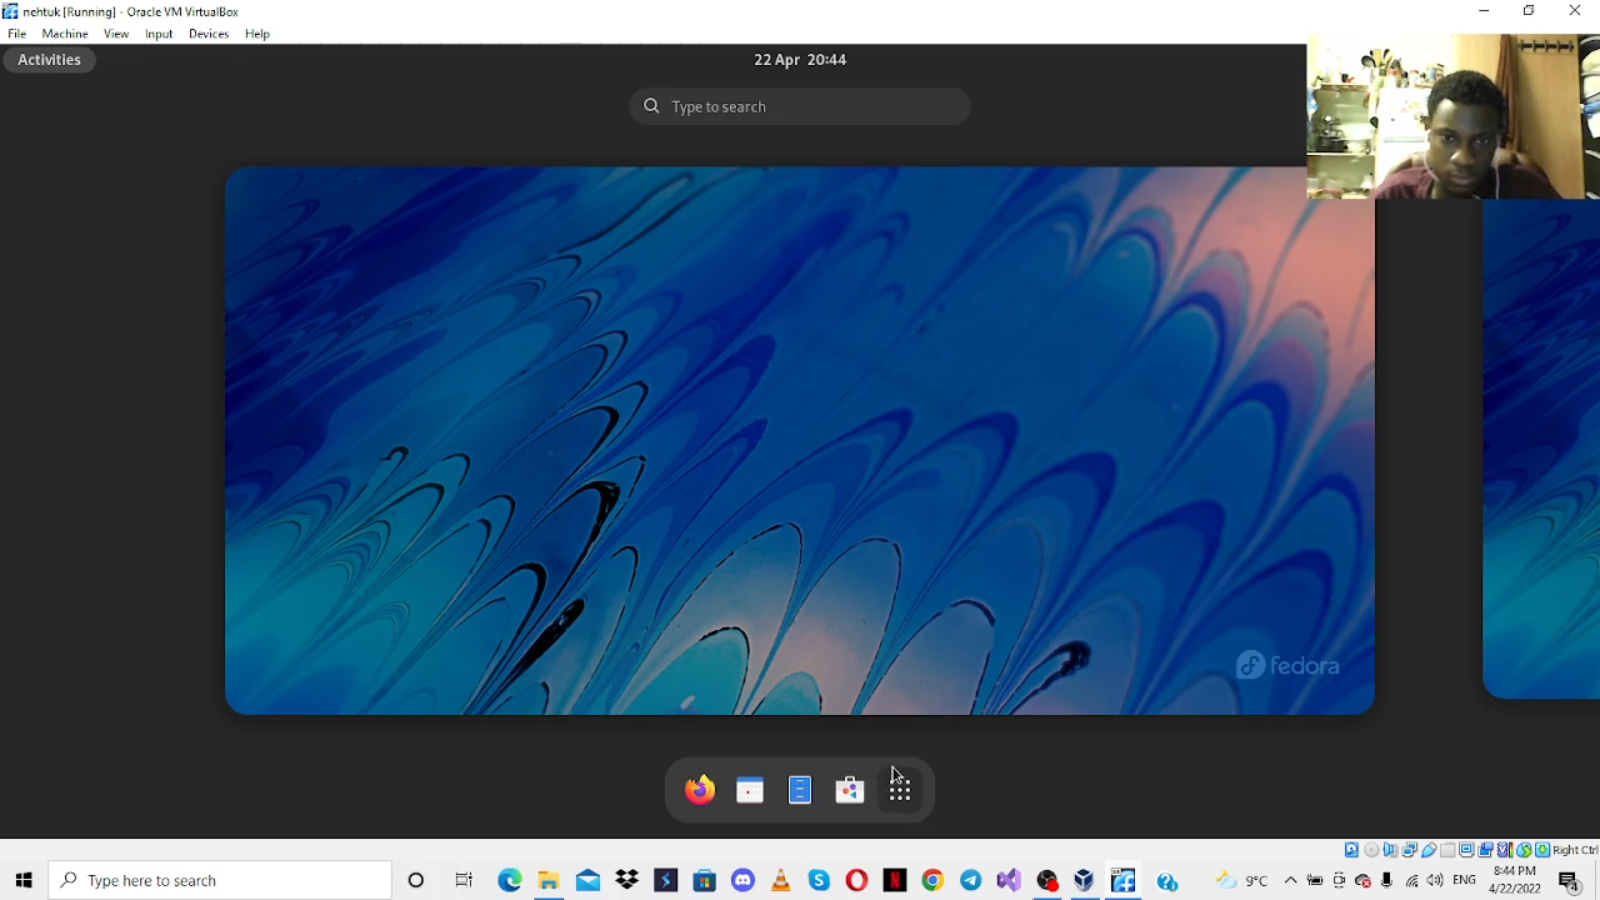 nehtuk [Running] - Oracle VM VirtualBox
File Machine View Input Devices Help
Activities
22 Apr 20:44
Type to search
fedora
Right Ctrl
Type here to search
9°C
ENG
8:44 PM
4/22/2022
4